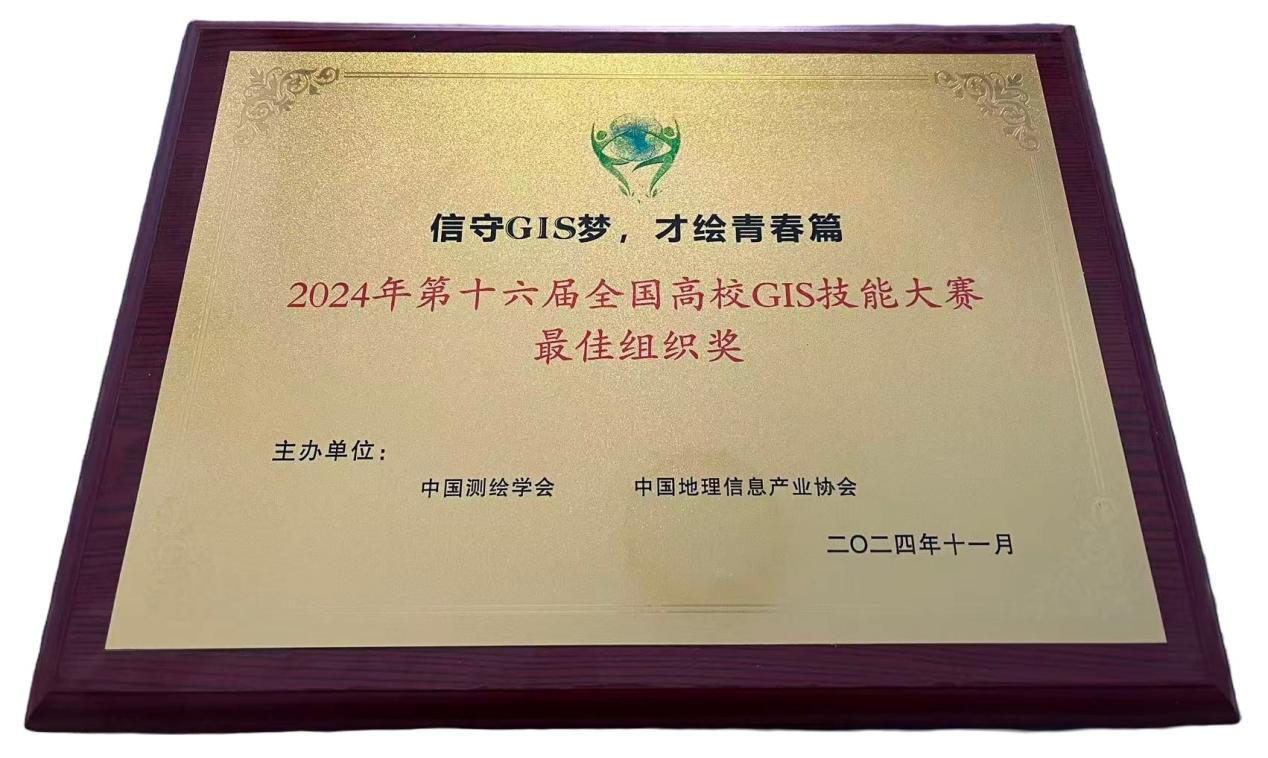 信守GIS梦，才绘青春篇
2024年第十六届全国高校GIS技能大赛
最佳组织奖
主办单位：
中国测绘学会 中国地理信息产业协会
二〇二四年十一月